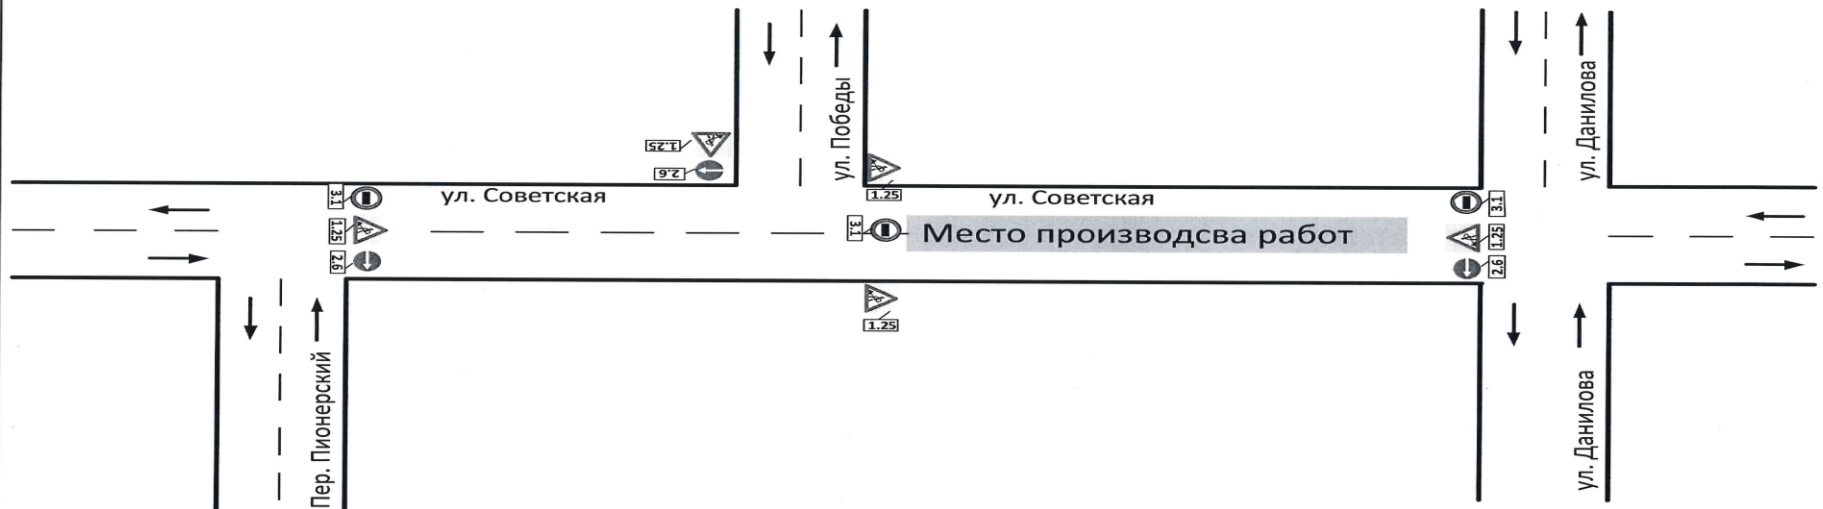 ул. Победы
ул. Данилова
1.25
2.6
1.25
3.1
ул. Советская
ул. Советская
3.1
1.25
2.6
3.1
Место производсва работ
1.25
2.6
1.25
Пер. Пионерский
ул. Данилова